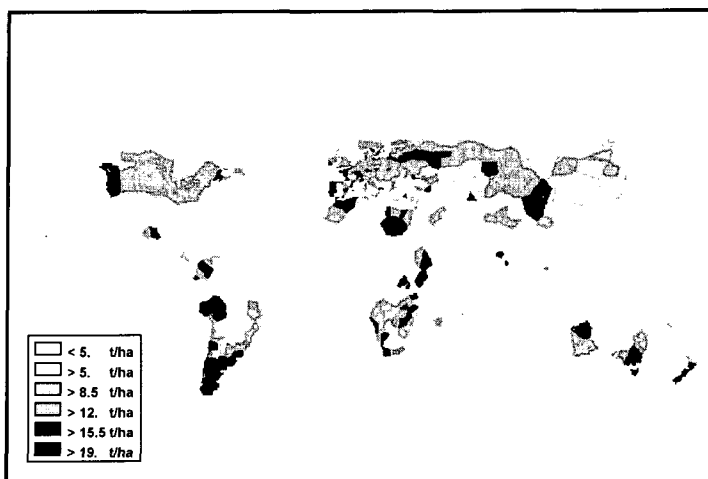 < 5. t/ha
> 5. t/ha
> 8.5 t/ha
> 12. t/ha
> 15.5 t/ha
> 19. t/ha